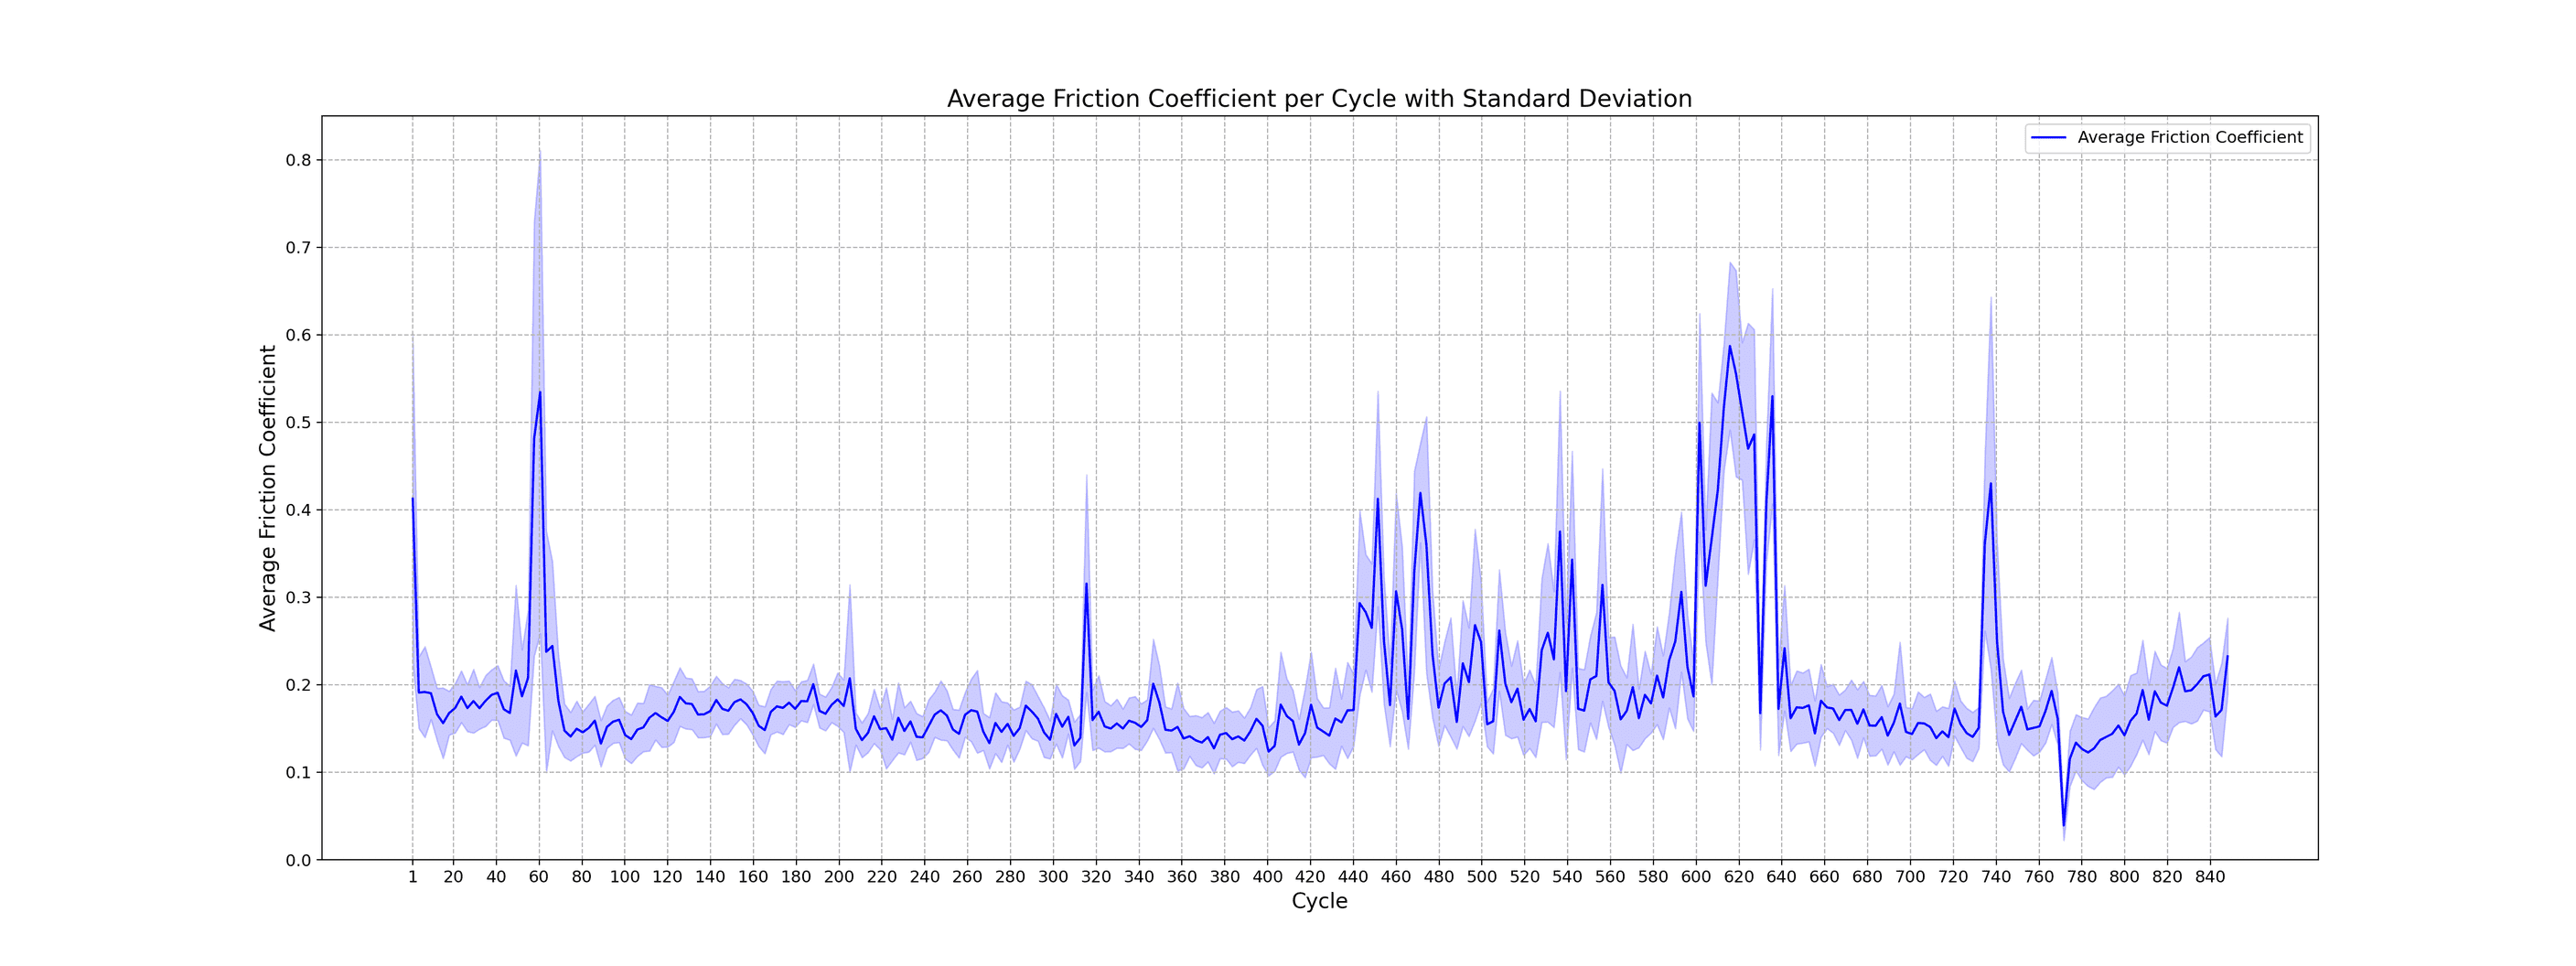 Average Friction Coefficient per Cycle with Standard Deviation
Average Friction Coefficient
0.8
0.7
0.6
0.5
0.4
0.3
0.2
0.1
0.0
Average Friction Coefficient
1 20 40 60 80 100 120 140 160 180 200 220 240 260 280 300 320 340 360 380 400 420 440 460 480 500 520 540 560 580 600 620 640 660 680 700 720 740 760 780 800 820 840
Cycle